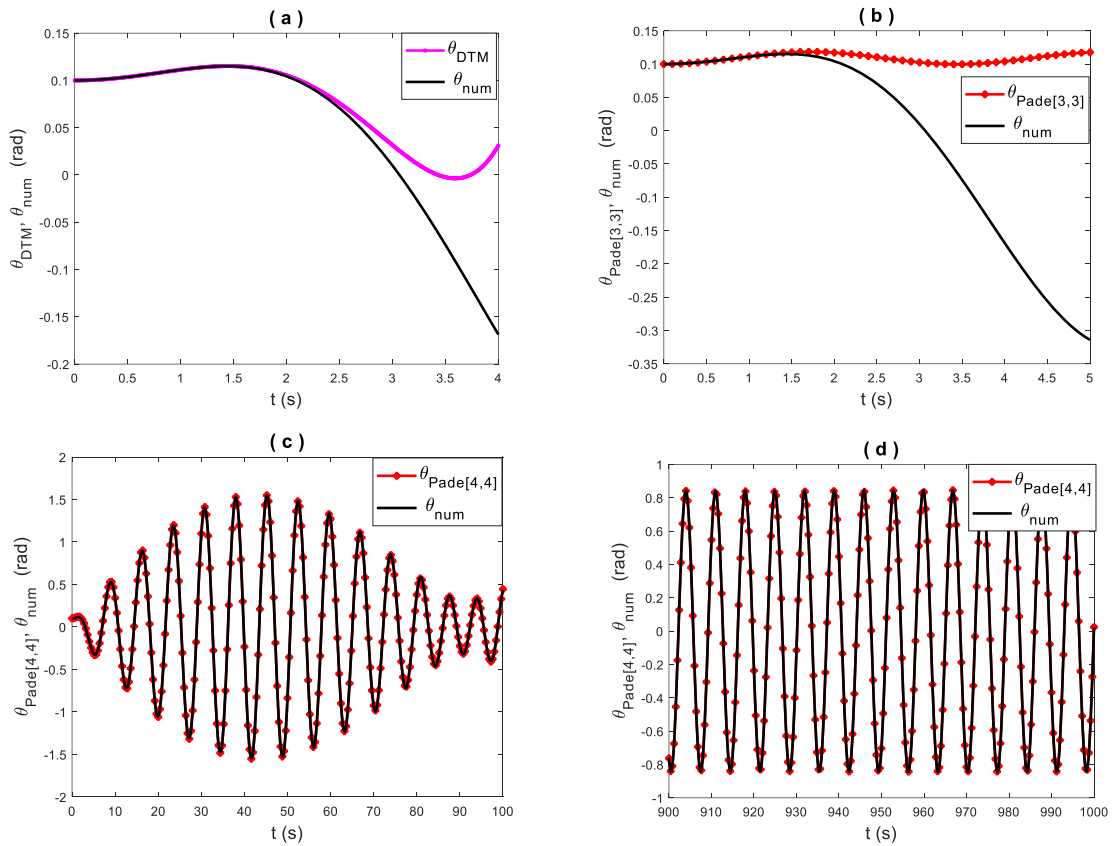 ( a )
0.15
0.1
0.05
0
-0.05
-0.1
-0.15
-0.2
θDTM, θnum (rad)
θDTM
θnum
0 0.5 1 1.5 2 2.5 3 3.5 4
t (s)
( b )
0.15
0.1
0.05
0
-0.05
-0.1
-0.15
-0.2
-0.25
-0.3
-0.35
θPade[3,3], θnum (rad)
θPade[3,3]
θnum
0 0.5 1 1.5 2 2.5 3 3.5 4 4.5 5
t (s)
( c )
2
1.5
1
0.5
0
-0.5
-1
-1.5
-2
θPade[4,4], θnum (rad)
θPade[4,4]
θnum
0 10 20 30 40 50 60 70 80 90 100
t (s)
( d )
1
0.8
0.6
0.4
0.2
0
-0.2
-0.4
-0.6
-0.8
-1
θPade[4,4], θnum (rad)
θPade[4,4]
θnum
900 910 920 930 940 950 960 970 980 990 1000
t (s)